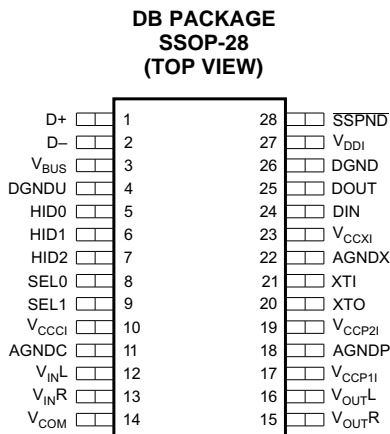 DB PACKAGE
SSOP-28
(TOP VIEW)
D+ 1 28 SSPND
D– 2 27 VDDI
VBUS 3 26 DGND
DGNDU 4 25 DOUT
HID0 5 24 DIN
HID1 6 23 VCCXI
HID2 7 22 AGNDX
SEL0 8 21 XTI
SEL1 9 20 XTO
VCCCI 10 19 VCCP2I
AGNDC 11 18 AGNDP
VINL 12 17 VCCP1I
VINR 13 16 VOUTL
VCOM 14 15 VOUTR